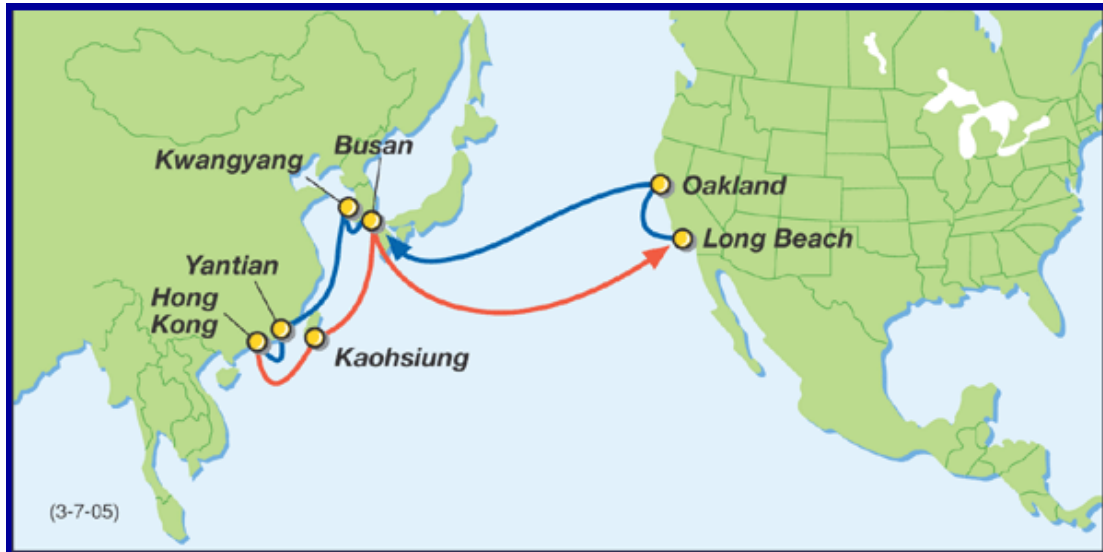 Busan
Kwangyang
Oakland
Long Beach
Yantian
Hong
Kong
Kaohsiung
(3-7-05)